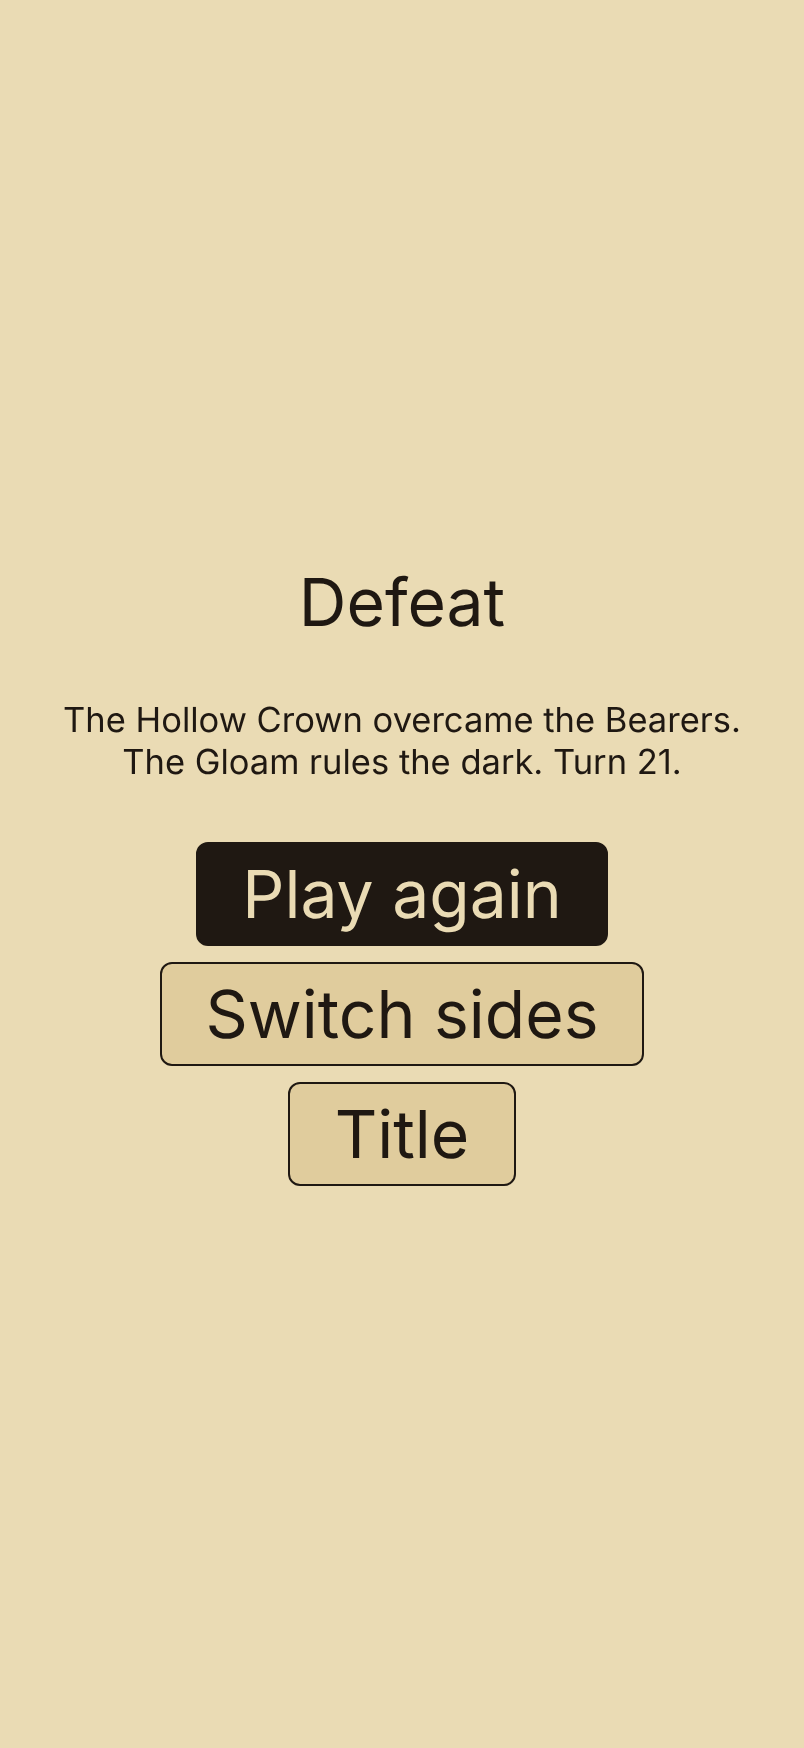 Defeat
The Hollow Crown overcame the Bearers.
The Gloam rules the dark. Turn 21.
Play again
Switch sides
Title